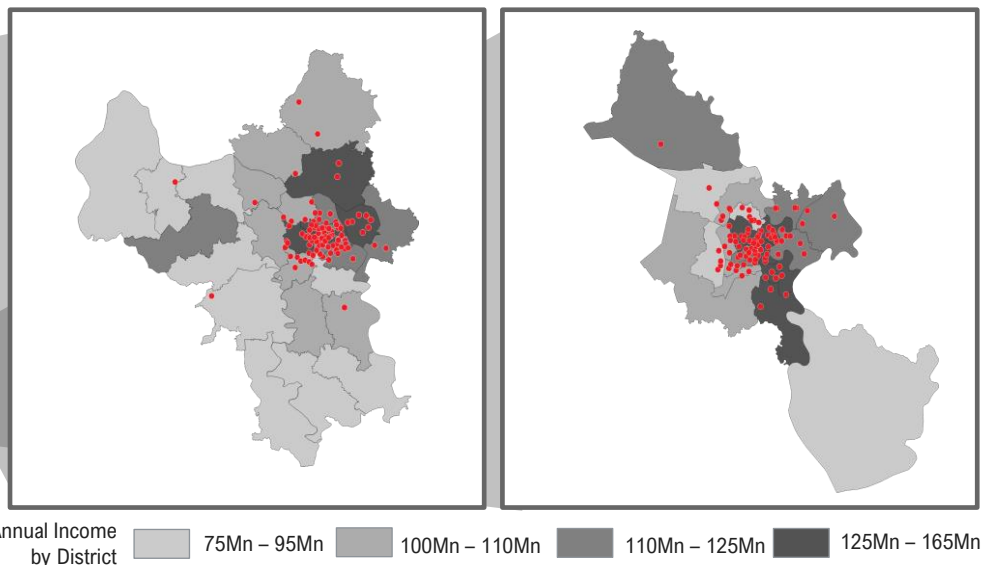 Annual Income
by District
75Mn – 95Mn
100Mn – 110Mn
110Mn – 125Mn
125Mn – 165Mn